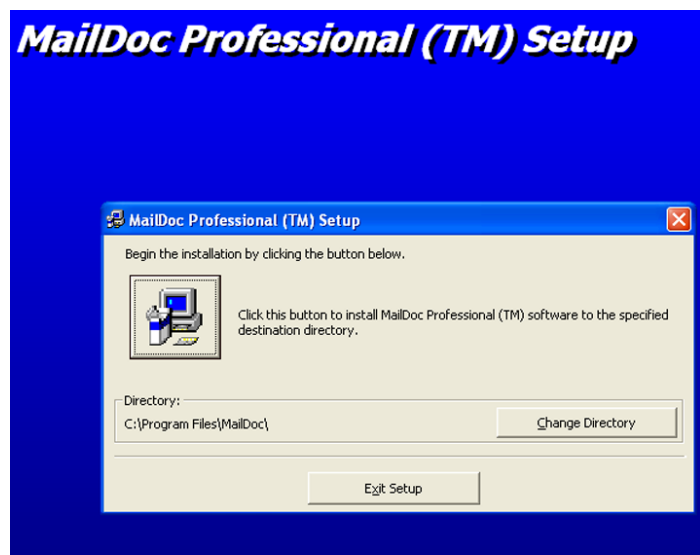 MailDoc Professional (TM) Setup
MailDoc Professional (TM) Setup
Begin the installation by clicking the button below.
Click this button to install MailDoc Professional (TM) software to the specified
destination directory.
Directory:
C:\Program Files\MailDoc\
Change Directory
Exit Setup